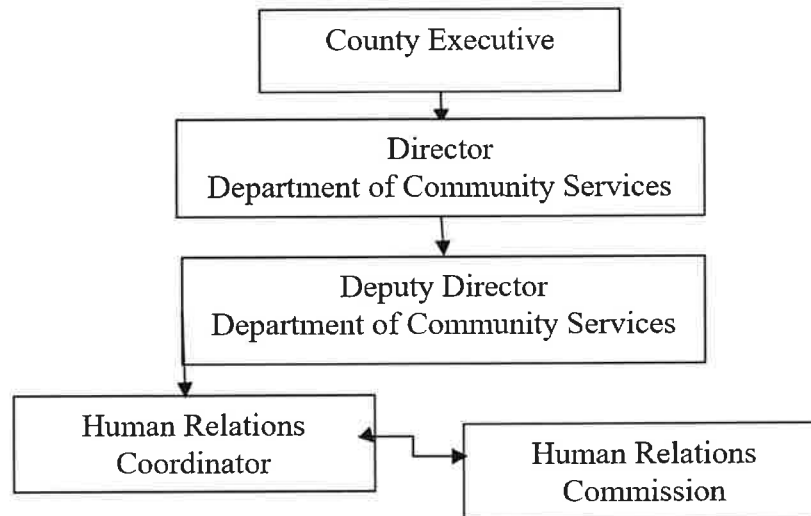 County Executive
Director
Department of Community Services
Deputy Director
Department of Community Services
Human Relations
Coordinator
Human Relations
Commission